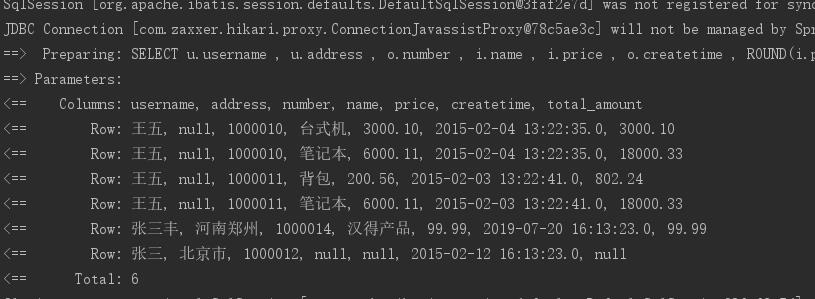 SqlSession [org.apache.ibatis.session.defaults.DefaultSqlSession@3faf2e7d] was not registered for sync
JDBC Connection [com.zaxxer.hikari.proxy.ConnectionJavassistProxy@78c5ae3c] will not be managed by Spr
==>  Preparing: SELECT u.username , u.address , o.number , i.name , i.price , o.createtime , ROUND(i.p
==> Parameters:
<==    Columns: username, address, number, name, price, createtime, total_amount
<==        Row: 王五, null, 1000010, 台式机, 3000.10, 2015-02-04 13:22:35.0, 3000.10
<==        Row: 王五, null, 1000010, 笔记本, 6000.11, 2015-02-04 13:22:35.0, 18000.33
<==        Row: 王五, null, 1000011, 背包, 200.56, 2015-02-03 13:22:41.0, 802.24
<==        Row: 王五, null, 1000011, 笔记本, 6000.11, 2015-02-03 13:22:41.0, 18000.33
<==        Row: 张三丰, 河南郑州, 1000014, 汉得产品, 99.99, 2019-07-20 16:13:23.0, 99.99
<==        Row: 张三, 北京市, 1000012, null, null, 2015-02-12 16:13:23.0, null
<==      Total: 6